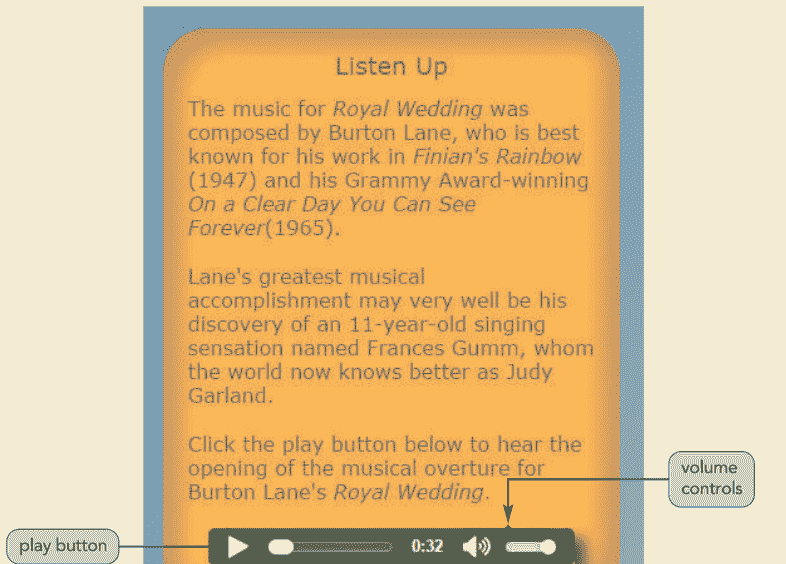 Listen Up
The music for Royal Wedding was
composed by Burton Lane, who is best
known for his work in Finian's Rainbow
(1947) and his Grammy Award-winning
On a Clear Day You Can See
Forever(1965).
Lane's greatest musical
accomplishment may very well be his
discovery of an 11-year-old singing
sensation named Frances Gumm, whom
the world now knows better as Judy
Garland.
Click the play button below to hear the
opening of the musical overture for
Burton Lane's Royal Wedding.
volume
controls
play button
0:32